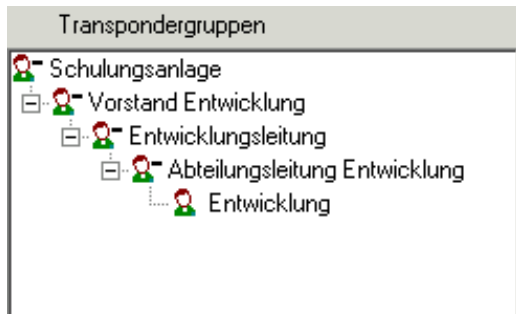 Transpondergruppen
Schulungsanlage
Vorstand Entwicklung
Entwicklungsleitung
Abteilungsleitung Entwicklung
Entwicklung